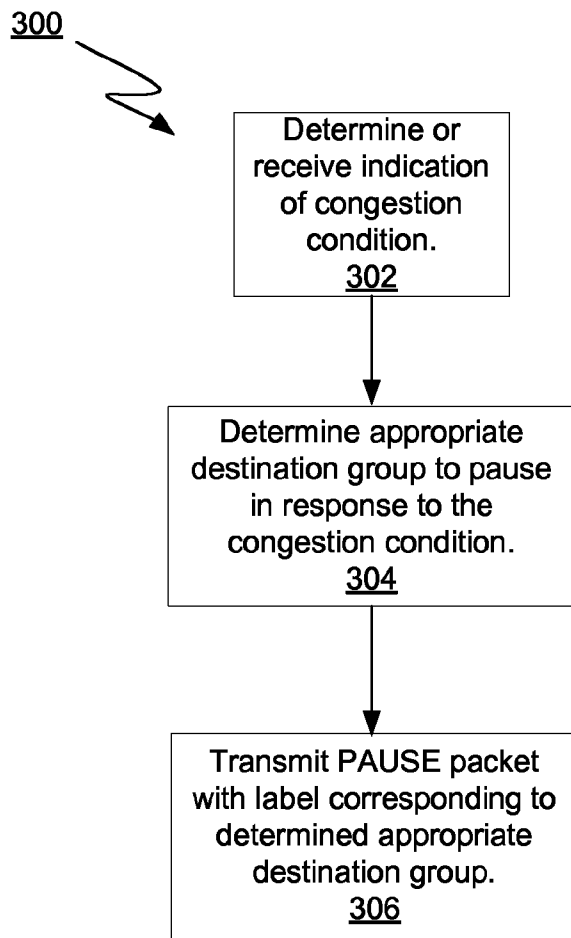 300
Determine or
receive indication
of congestion
condition.
302
Determine appropriate
destination group to pause
in response to the
congestion condition.
304
Transmit PAUSE packet
with label corresponding to
determined appropriate
destination group.
306